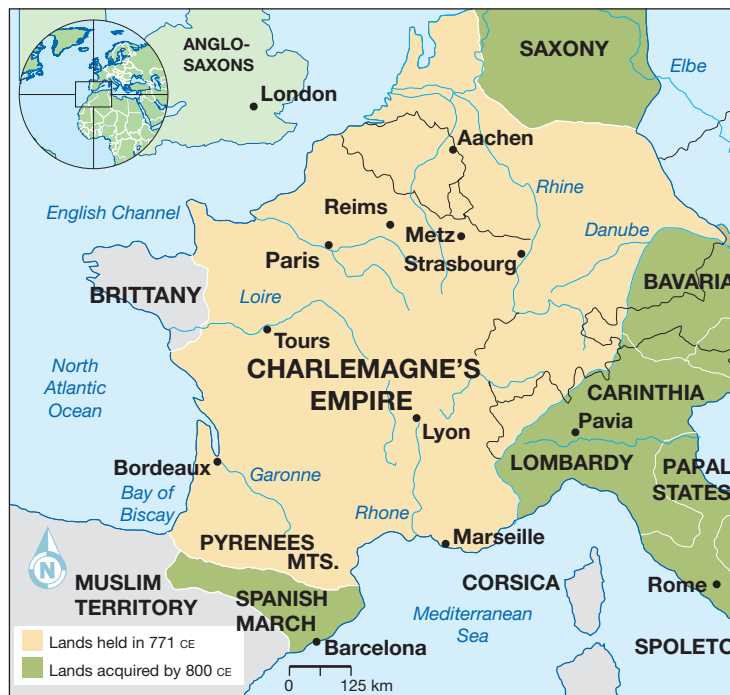 ANGLO-
SAXONS
London
SAXONY
Elbe
Aachen
Rhine
English Channel
Reims
Metz
Danube
Paris
Strasbourg
BRITTANY
Loire
BAVARIA
Tours
North
Atlantic
Ocean
CHARLEMAGNE'S
EMPIRE
CARINTHIA
Pavia
Lyon
Bordeaux
Garonne
LOMBARDY
PAPAL
STATES
Bay of
Biscay
Rhone
PYRENEES
MTS.
Marseille
N
MUSLIM
TERRITORY
CORSICA
Rome
SPANISH
MARCH
Mediterranean
Sea
Lands held in 771 CE
Lands acquired by 800 CE
Barcelona
SPOLETO
0 125 km